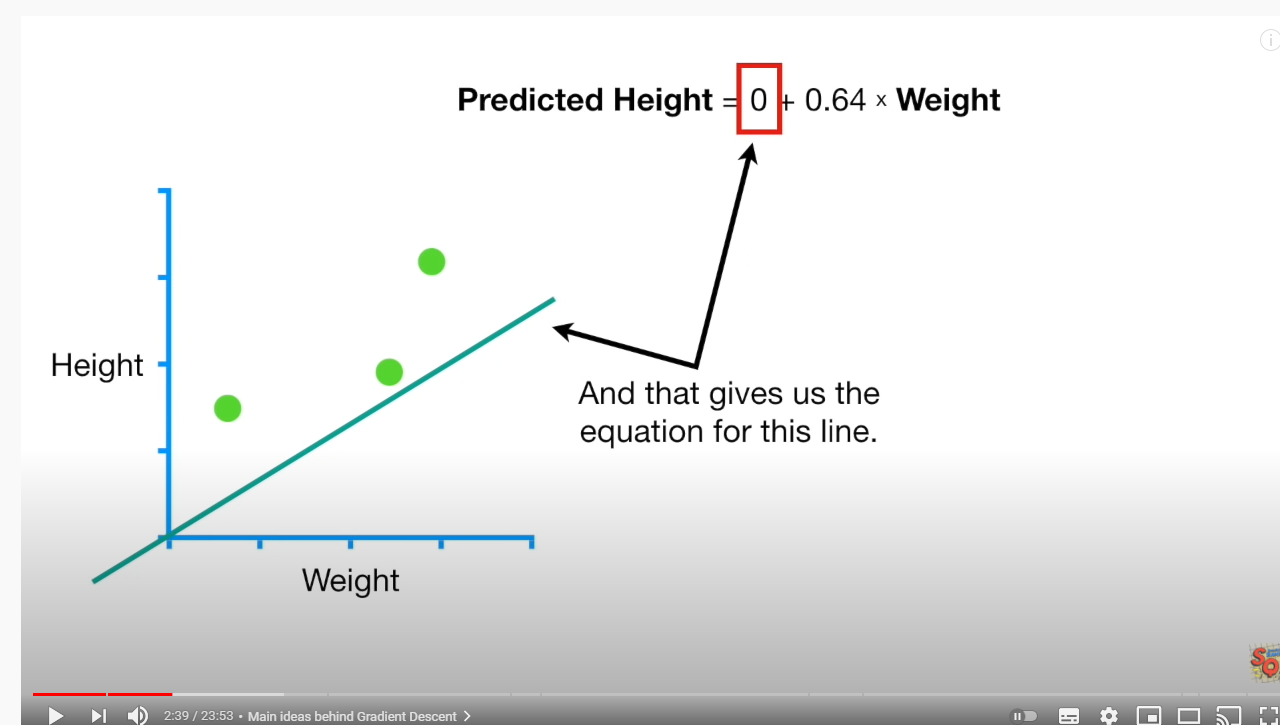 Predicted Height = 0 + 0.64 x Weight
Height
And that gives us the
equation for this line.
Weight
2:39 / 23:53 • Main ideas behind Gradient Descent